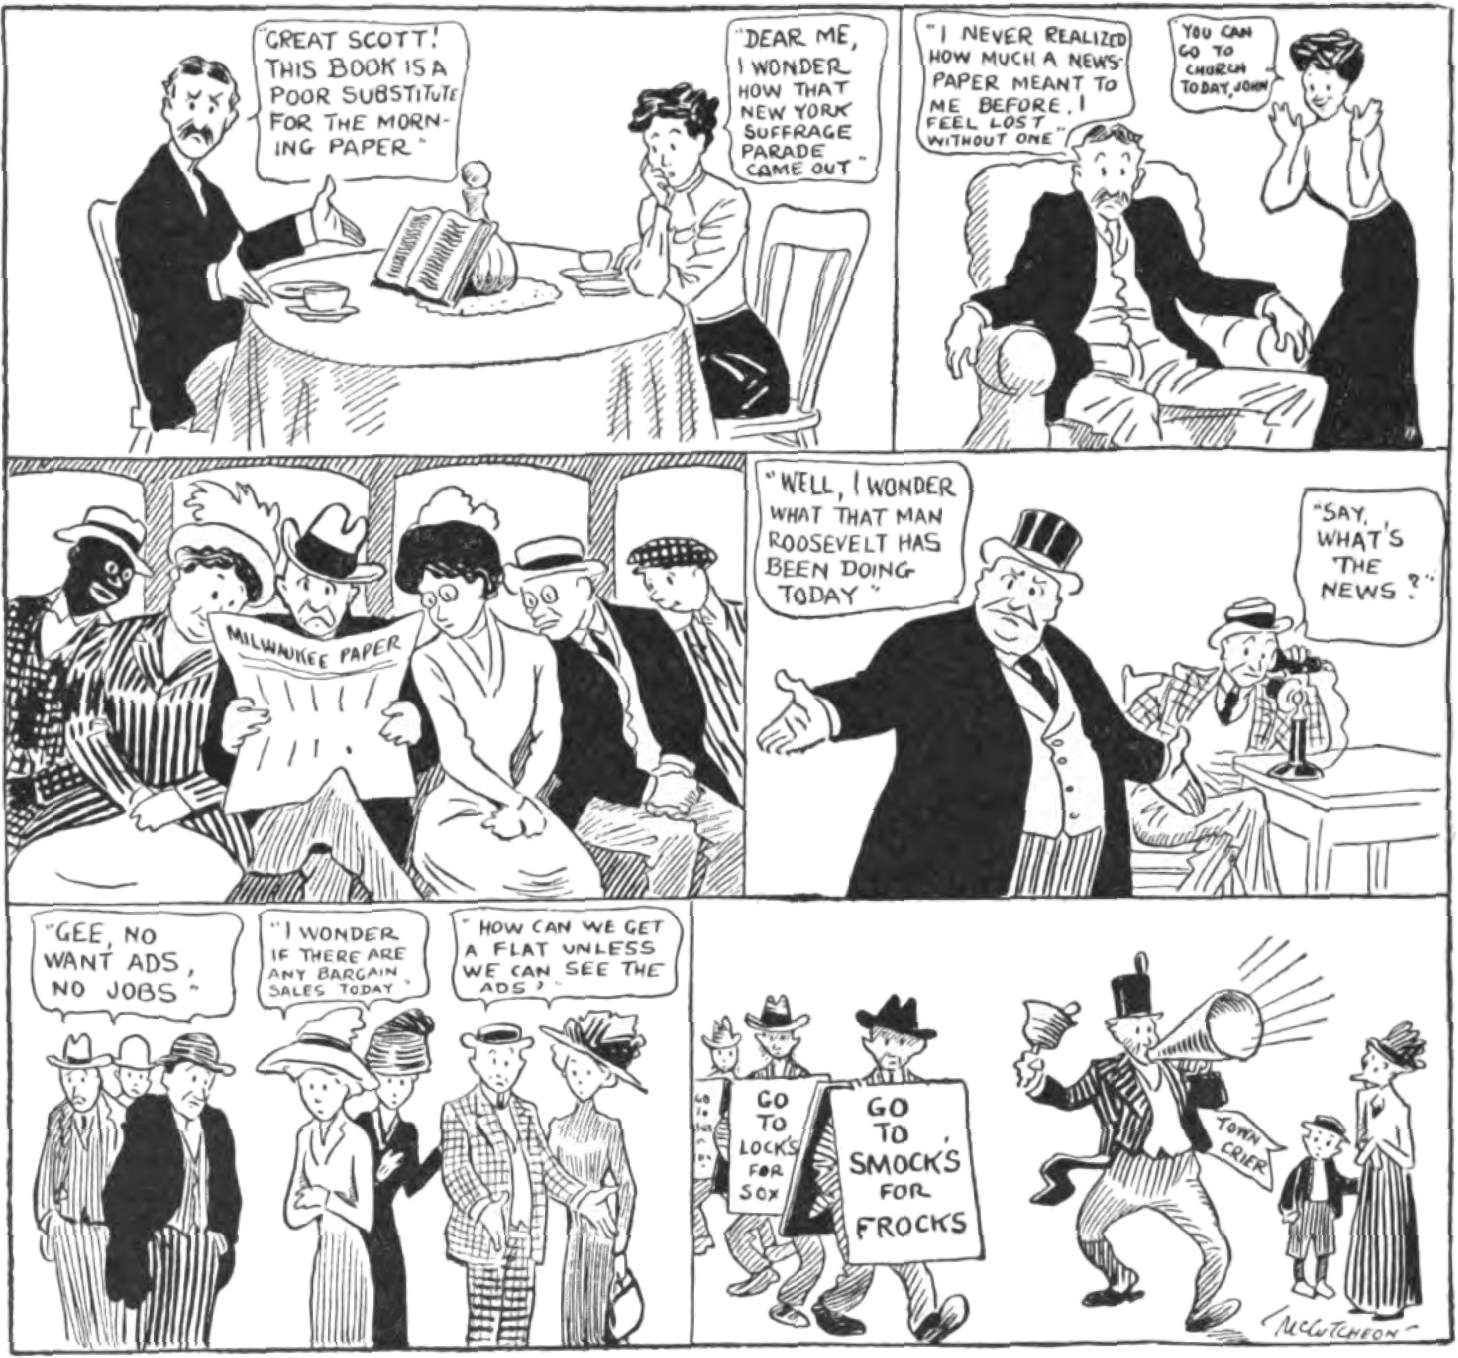 "GREAT SCOTT!
THIS BOOK IS A
POOR SUBSTITUTE
FOR THE MORN-
ING PAPER"
"DEAR ME,
I WONDER
HOW THAT
NEW YORK
SUFFRAGE
PARADE
CAME OUT"
"I NEVER REALIZED
HOW MUCH A NEWS-
PAPER MEANT TO
ME BEFORE. I
FEEL LOST
WITHOUT ONE"
"YOU CAN
GO TO
CHURCH
TODAY, JOHN"
MILWAUKEE PAPER
"WELL, I WONDER
WHAT THAT MAN
ROOSEVELT HAS
BEEN DOING
TODAY"
"SAY,
WHAT'S
THE
NEWS?"
"GEE, NO
WANT ADS,
NO JOBS"
"I WONDER
IF THERE ARE
ANY BARGAIN
SALES TODAY"
"HOW CAN WE GET
A FLAT UNLESS
WE CAN SEE THE
ADS?"
GO
TO
GO
TO
LOCK'S
FOR
SOX
GO
TO
SMOCK'S
FOR
FROCKS
TOWN
CRIER
McCUTCHEON